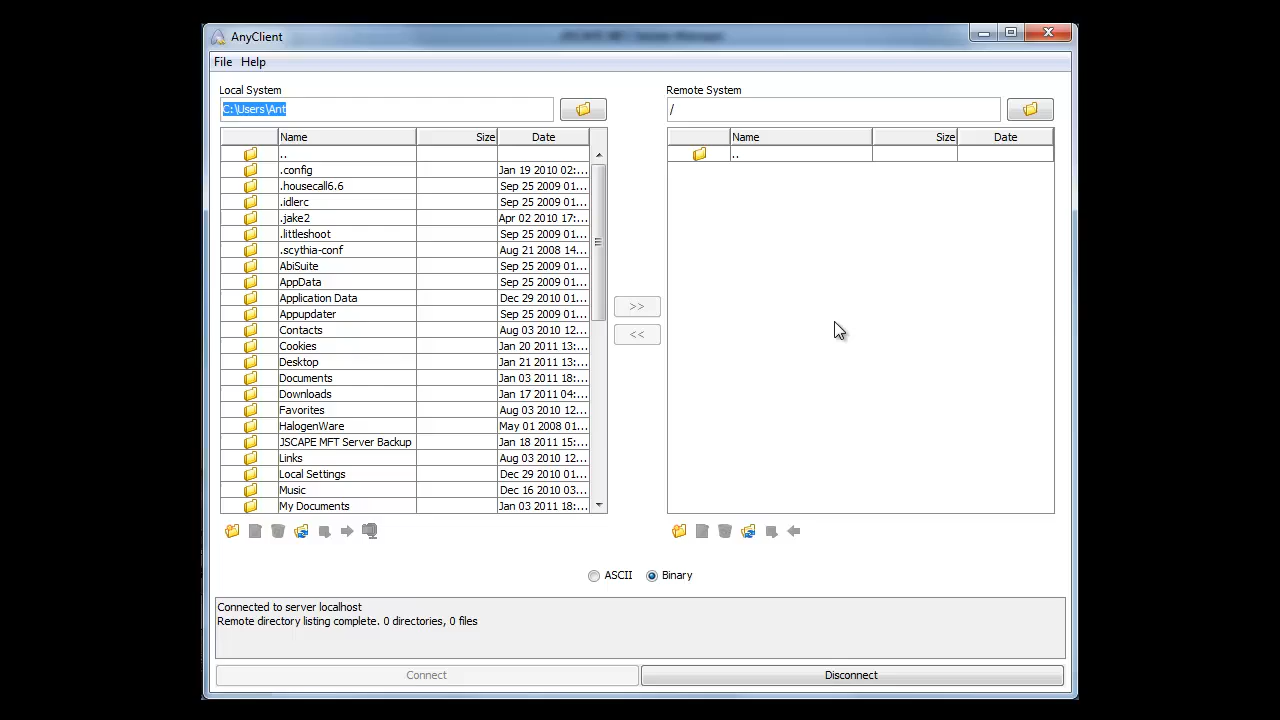 AnyClient
File Help
Local System
Remote System
C:\Users\Ant
/
Name Size Date
Name Size Date
..
..
.config Jan 19 2010 02:...
.housecall6.6 Sep 25 2009 01...
.idlerc Sep 25 2009 01...
.jake2 Apr 02 2010 17:...
.littleshoot Sep 25 2009 01...
.scythia-conf Aug 21 2008 14...
AbiSuite Sep 25 2009 01...
AppData Sep 25 2009 01...
Application Data Dec 29 2010 01...
Appupdater Sep 25 2009 01...
Contacts Aug 03 2010 12...
Cookies Jan 20 2011 13:...
Desktop Jan 21 2011 13:...
Documents Jan 03 2011 18:...
Downloads Jan 17 2011 04:...
Favorites Aug 03 2010 12...
HalogenWare May 01 2008 01...
JSCAPE MFT Server Backup Jan 18 2011 15:...
Links Aug 03 2010 12...
Local Settings Dec 29 2010 01...
Music Dec 16 2010 03...
My Documents Jan 03 2011 18:...
>>
<<
ASCII Binary
Connected to server localhost
Remote directory listing complete. 0 directories, 0 files
Connect Disconnect